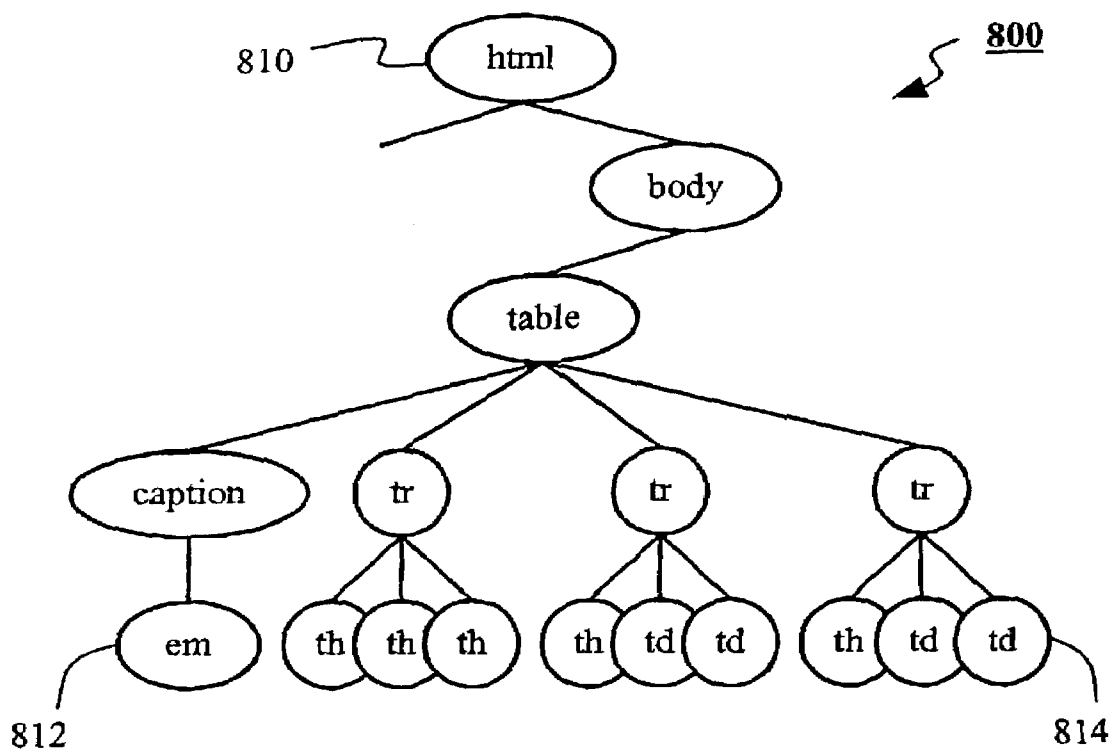 800
810 html
body
table
caption tr tr tr
em th th th th td td th td td
812 814